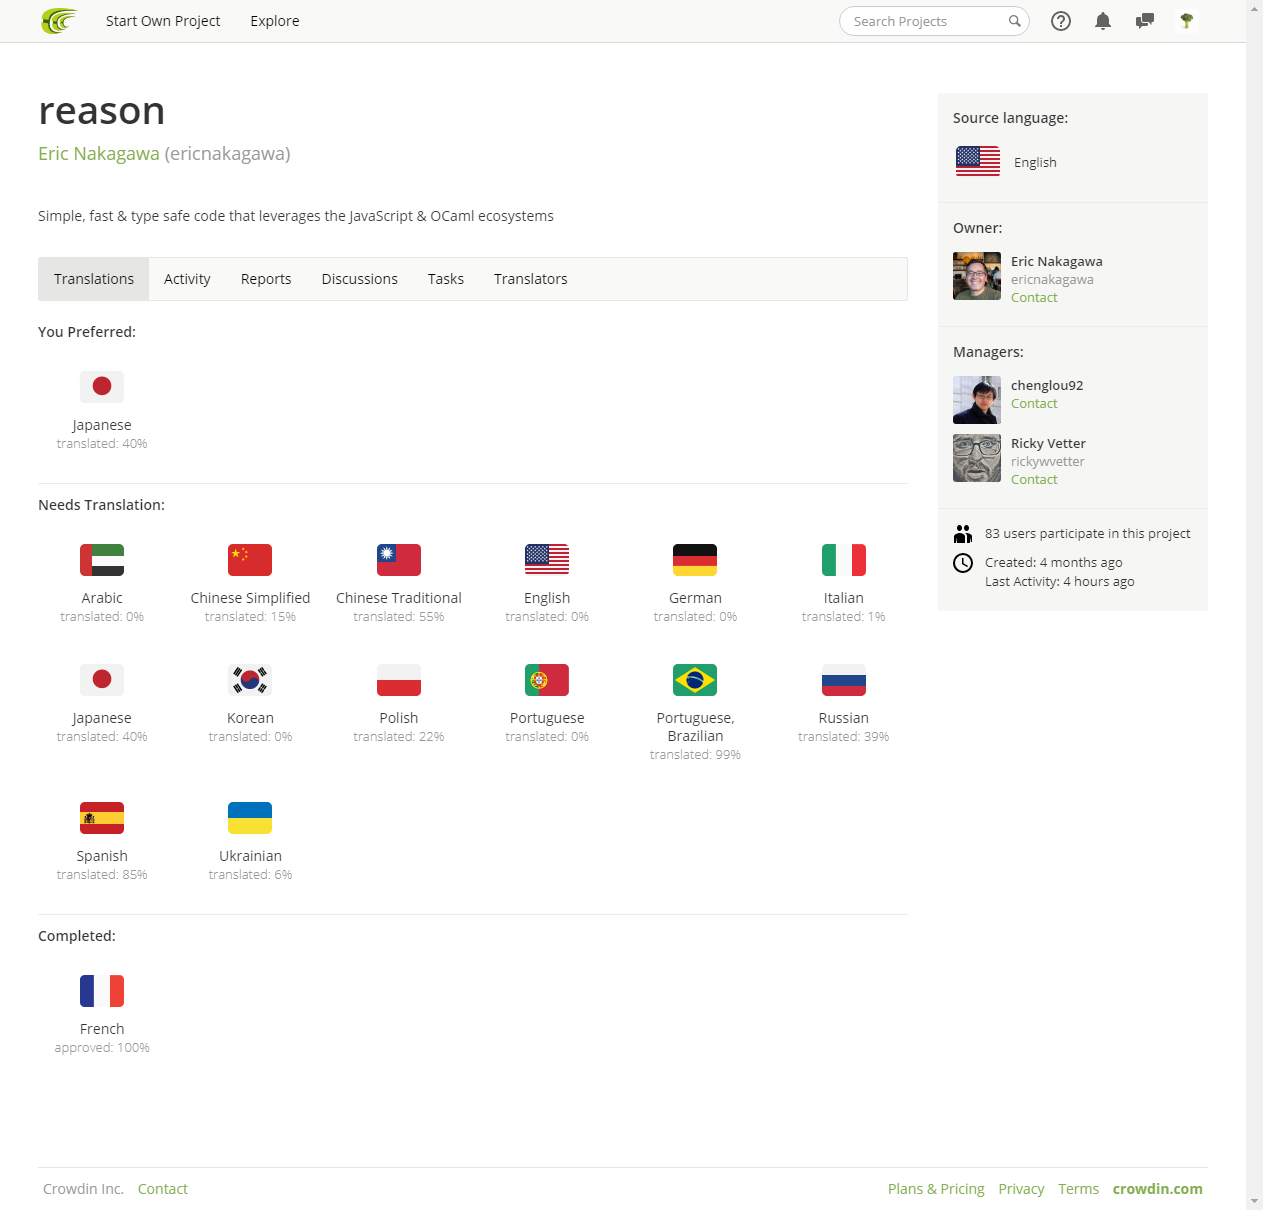 Start Own Project
Explore
Search Projects
reason
Eric Nakagawa (ericnakagawa)
Simple, fast & type safe code that leverages the JavaScript & OCaml ecosystems
Translations Activity Reports Discussions Tasks Translators
You Preferred:
Japanese
translated: 40%
Needs Translation:
Arabic
translated: 0%
Chinese Simplified
translated: 15%
Chinese Traditional
translated: 55%
English
translated: 0%
German
translated: 0%
Italian
translated: 1%
Japanese
translated: 40%
Korean
translated: 0%
Polish
translated: 22%
Portuguese
translated: 0%
Portuguese,
Brazilian
translated: 99%
Russian
translated: 39%
Spanish
translated: 85%
Ukrainian
translated: 6%
Completed:
French
approved: 100%
Source language:
English
Owner:
Eric Nakagawa
ericnakagawa
Contact
Managers:
chenglou92
Contact
Ricky Vetter
rickywvetter
Contact
83 users participate in this project
Created: 4 months ago
Last Activity: 4 hours ago
Crowdin Inc. Contact
Plans & Pricing Privacy Terms crowdin.com